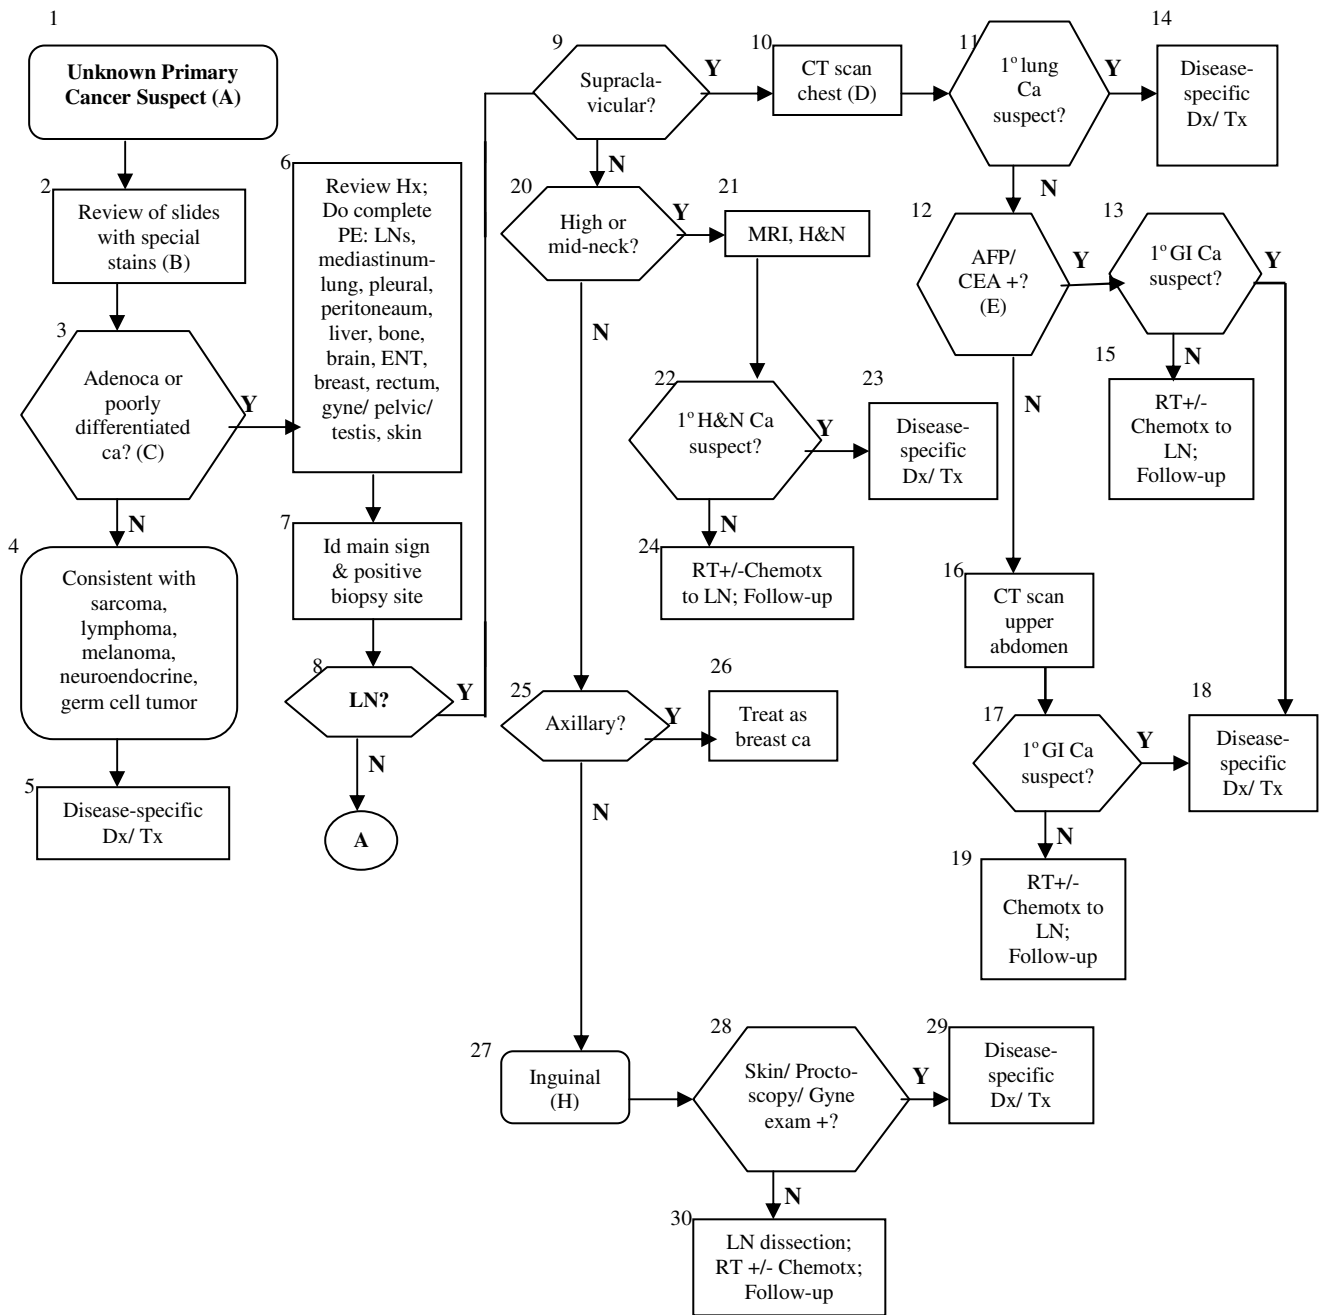 1
Unknown Primary
Cancer Suspect (A)
2
Review of slides
with special
stains (B)
3
Adenoca or
poorly
differentiated
ca? (C)
Y
N
4
Consistent with
sarcoma,
lymphoma,
melanoma,
neuroendocrine,
germ cell tumor
5
Disease-specific
Dx/ Tx
6
Review Hx;
Do complete
PE: LNs,
mediastinum-
lung, pleural,
peritoneum,
liver, bone,
brain, ENT,
breast, rectum,
gyne/ pelvic/
testis, skin
7
Id main sign
& positive
biopsy site
8
LN?
Y
N
A
9
Supracla-
vicular?
Y
N
10
CT scan
chest (D)
11
1º lung
Ca
suspect?
Y
N
14
Disease-
specific
Dx/ Tx
12
AFP/
CEA +?
(E)
Y
N
13
1º GI Ca
suspect?
Y
N
15
RT+/-
Chemotx to
LN;
Follow-up
16
CT scan
upper
abdomen
17
1º GI Ca
suspect?
Y
N
18
Disease-
specific
Dx/ Tx
19
RT+/-
Chemotx to
LN;
Follow-up
20
High or
mid-neck?
Y
N
21
MRI, H&N
22
1º H&N Ca
suspect?
Y
N
23
Disease-
specific
Dx/ Tx
24
RT+/-Chemotx
to LN; Follow-up
25
Axillary?
Y
N
26
Treat as
breast ca
27
Inguinal
(H)
28
Skin/ Procto-
scopy/ Gyne
exam +?
Y
N
29
Disease-
specific
Dx/ Tx
30
LN dissection;
RT +/- Chemotx;
Follow-up